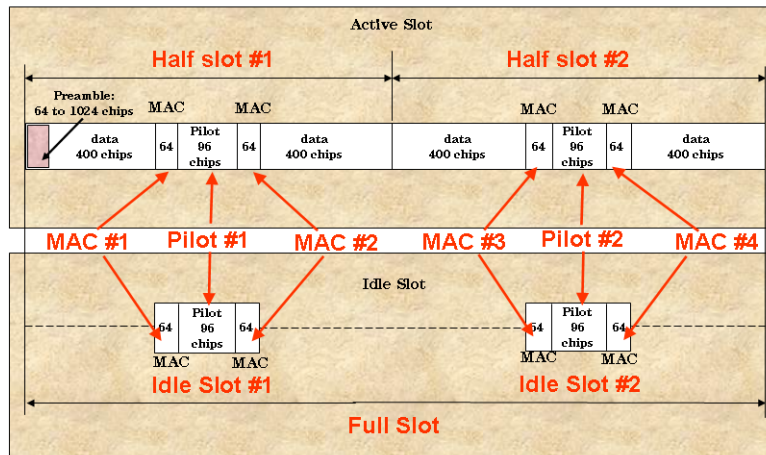 Active Slot
Half slot #1
Half slot #2
Preamble:
64 to 1024 chips
MAC
MAC
MAC
MAC
data
400 chips
64
Pilot
96
chips
64
data
400 chips
data
400 chips
64
Pilot
96
chips
64
data
400 chips
MAC #1
Pilot #1
MAC #2
MAC #3
Pilot #2
MAC #4
Idle Slot
64
Pilot
96
chips
64
64
Pilot
96
chips
64
MAC
MAC
MAC
MAC
Idle Slot #1
Idle Slot #2
Full Slot